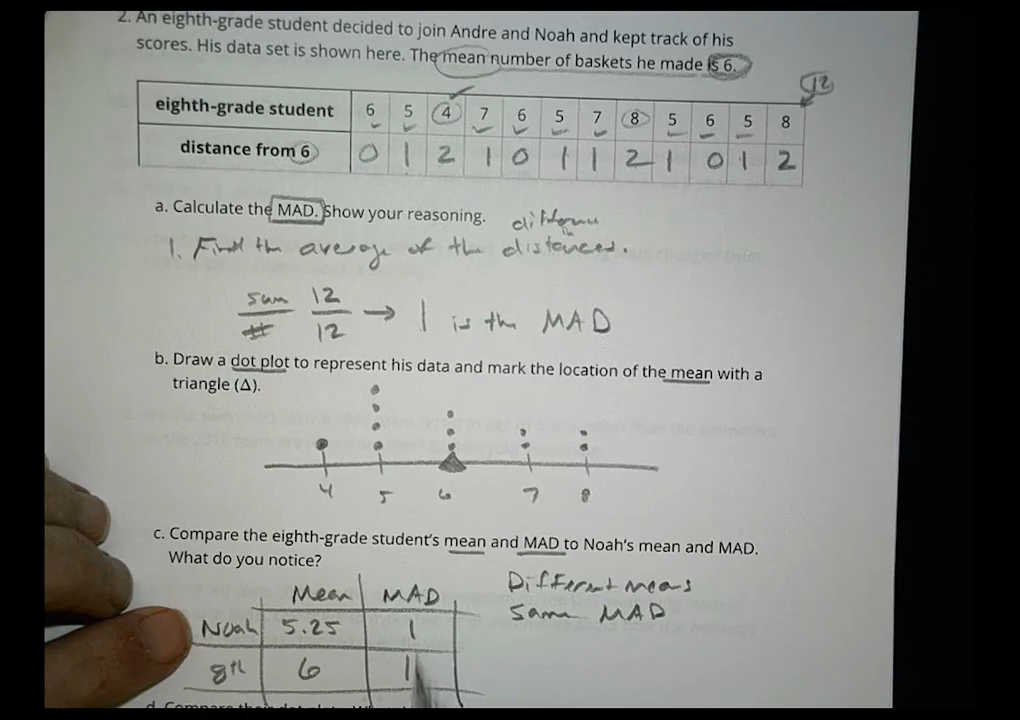 2. An eighth-grade student decided to join Andre and Noah and kept track of his
scores. His data set is shown here. The mean number of baskets he made is 6.
12
eighth-grade student 6 5 4 7 6 5 7 8 5 6 5 8
distance from 6 0 1 2 1 0 1 1 2 1 0 1 2
a. Calculate the MAD. Show your reasoning.
1. Find the average of the distances.
sum 12 → 1 is the MAD
# 12
b. Draw a dot plot to represent his data and mark the location of the mean with a
triangle (Δ).
4 5 6 7 8
c. Compare the eighth-grade student's mean and MAD to Noah's mean and MAD.
What do you notice?
Different means
Same MAD
Mean MAD
Noah 5.25 1
8th 6 1